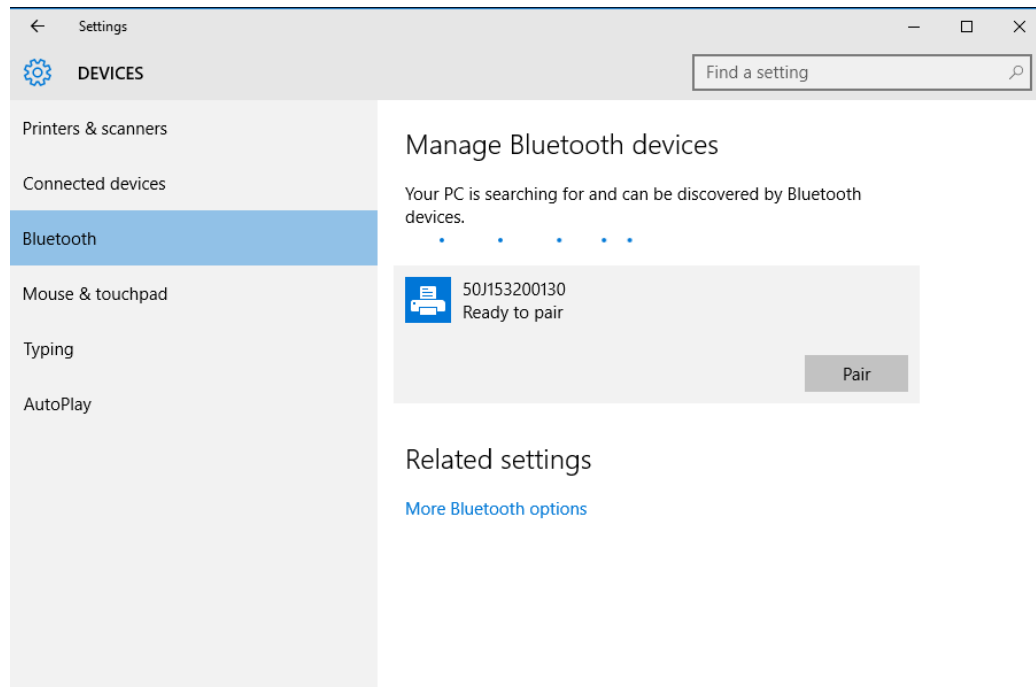 Settings
DEVICES
Find a setting
Printers & scanners
Connected devices
Bluetooth
Mouse & touchpad
Typing
AutoPlay
Manage Bluetooth devices
Your PC is searching for and can be discovered by Bluetooth
devices.
50J153200130
Ready to pair
Pair
Related settings
More Bluetooth options